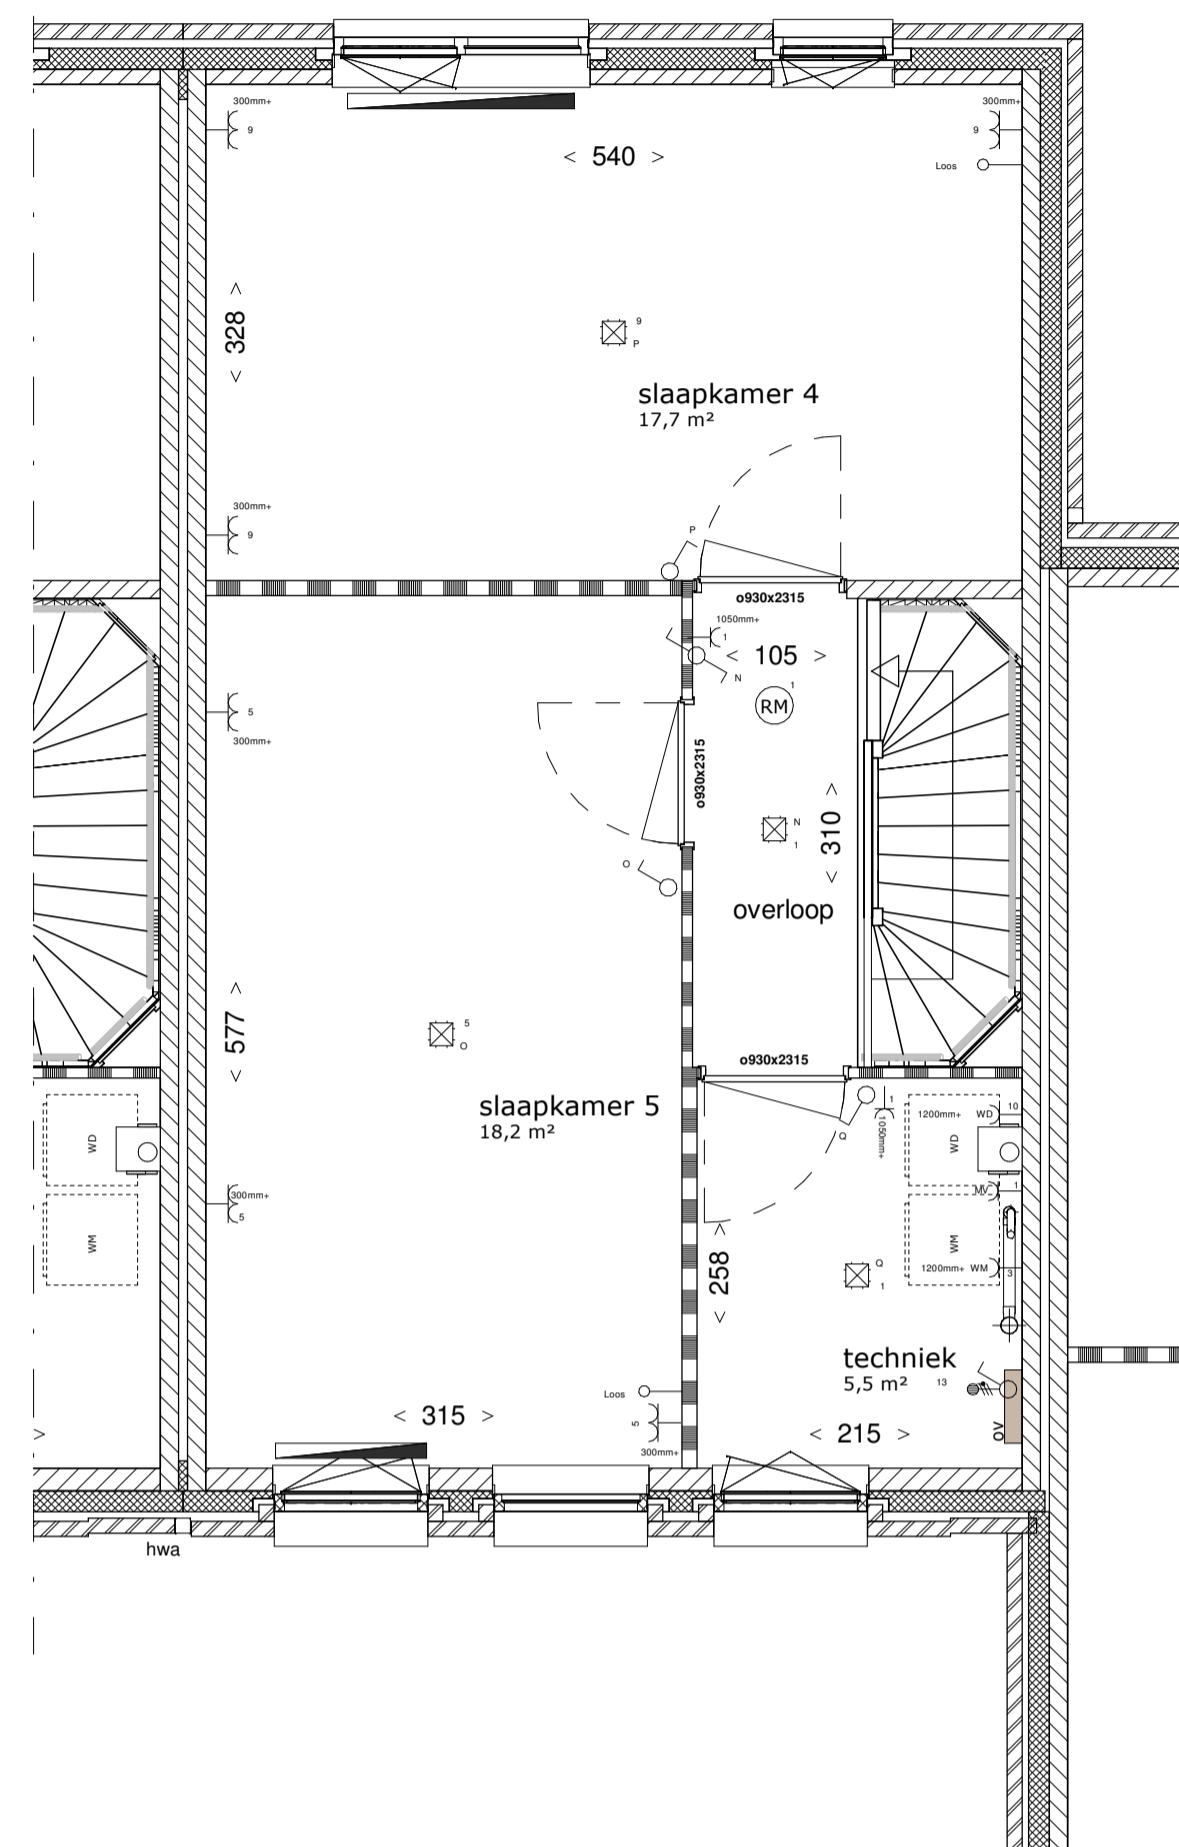 300mm+
9
300mm+
9
< 540 >
Loos
< 328 >
9
P
slaapkamer 4
17,7 m²
300mm+
9
P
o930x2315
1050mm+
1
< 105 >
N
1
RM
5
300mm+
o930x2315
< 310 >
N
1
O
overloop
< 577 >
5
O
o930x2315
slaapkamer 5
18,2 m²
1
1050mm+
Q
1200mm+ WD
10
WD
WD
MV
1
300mm+
5
WM
WM
< 258 >
1200mm+ WM
3
Q
1
techniek
5,5 m²
13
Loos
5
300mm+
< 315 >
< 215 >
ov
>
hwa